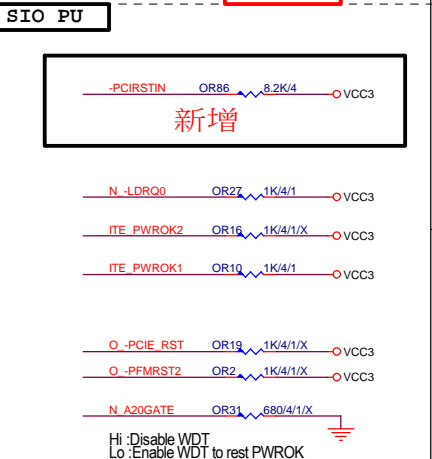 SIO PU
-PCIRSTIN OR86 8.2K/4 VCC3
新增
N_-LDRQ0 OR27 1K/4/1 VCC3
ITE_PWROK2 OR16 1K/4/1/X VCC3
ITE_PWROK1 OR10 1K/4/1 VCC3
O_-PCIE_RST OR19 1K/4/1/X VCC3
O_-PFMRST2 OR2 1K/4/1/X VCC3
N_A20GATE OR31 680/4/1/X
Hi :Disable WDT
Lo :Enable WDT to rest PWROK